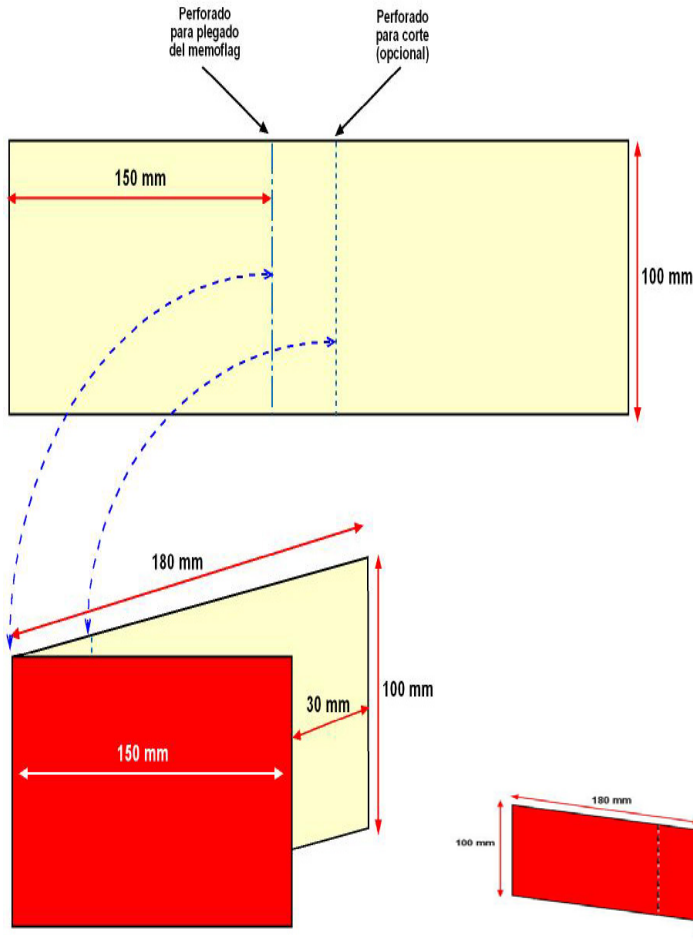 Perforado
para plegado
del memoflag
Perforado
para corte
(opcional)
150 mm
100 mm
180 mm
100 mm
30 mm
150 mm
180 mm
100 mm